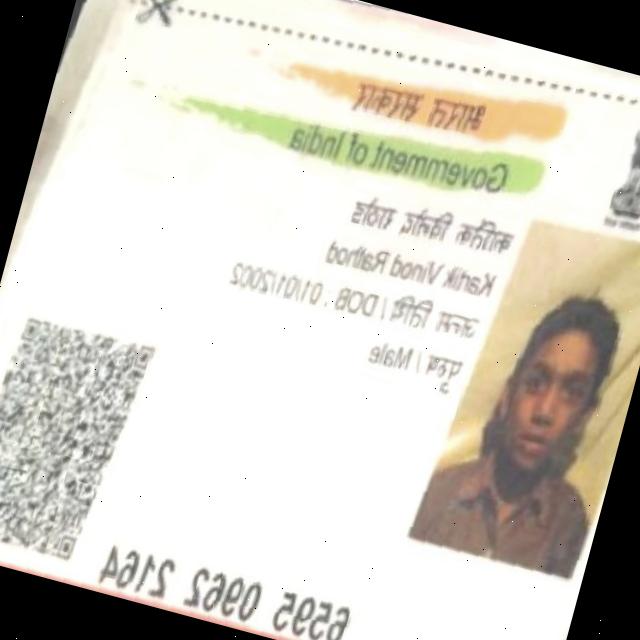 भारत सरकार
Government of India
Kartik Vinod Rathod
जन्म तिथि / DOB : 01/01/2002
पुरुष / Male
6595 0962 2164